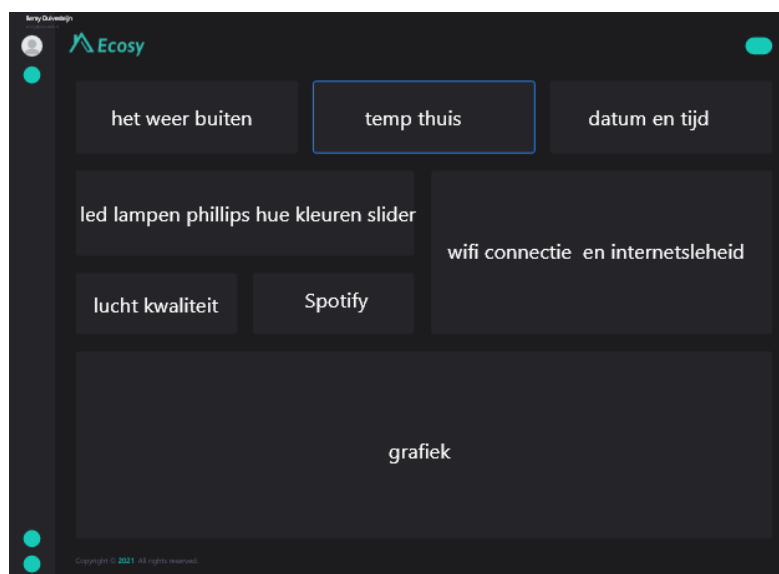 Ecosy
het weer buiten
temp thuis
datum en tijd
led lampen phillips hue kleuren slider
wifi connectie en internetsleheid
lucht kwaliteit
Spotify
grafiek
Copyright © 2021 All rights reserved.